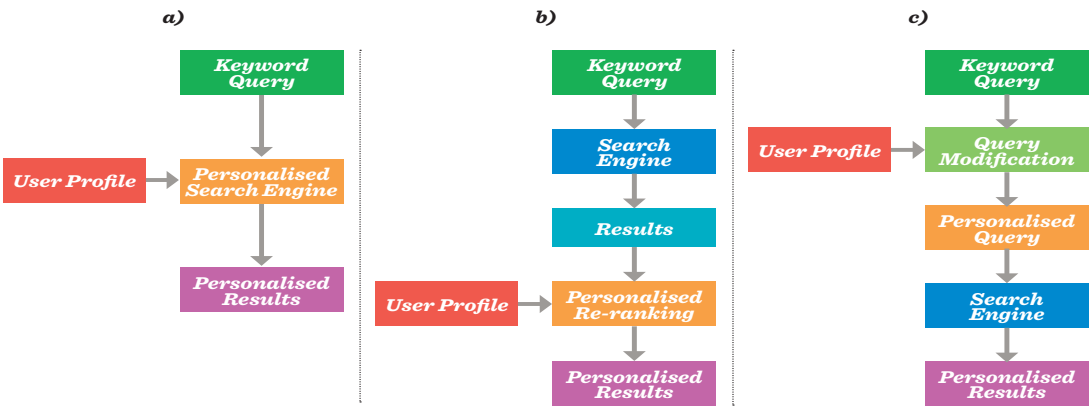 a)
Keyword
Query
User Profile
Personalised
Search Engine
Personalised
Results
b)
Keyword
Query
Search
Engine
Results
User Profile
Personalised
Re-ranking
Personalised
Results
c)
Keyword
Query
User Profile
Query
Modification
Personalised
Query
Search
Engine
Personalised
Results